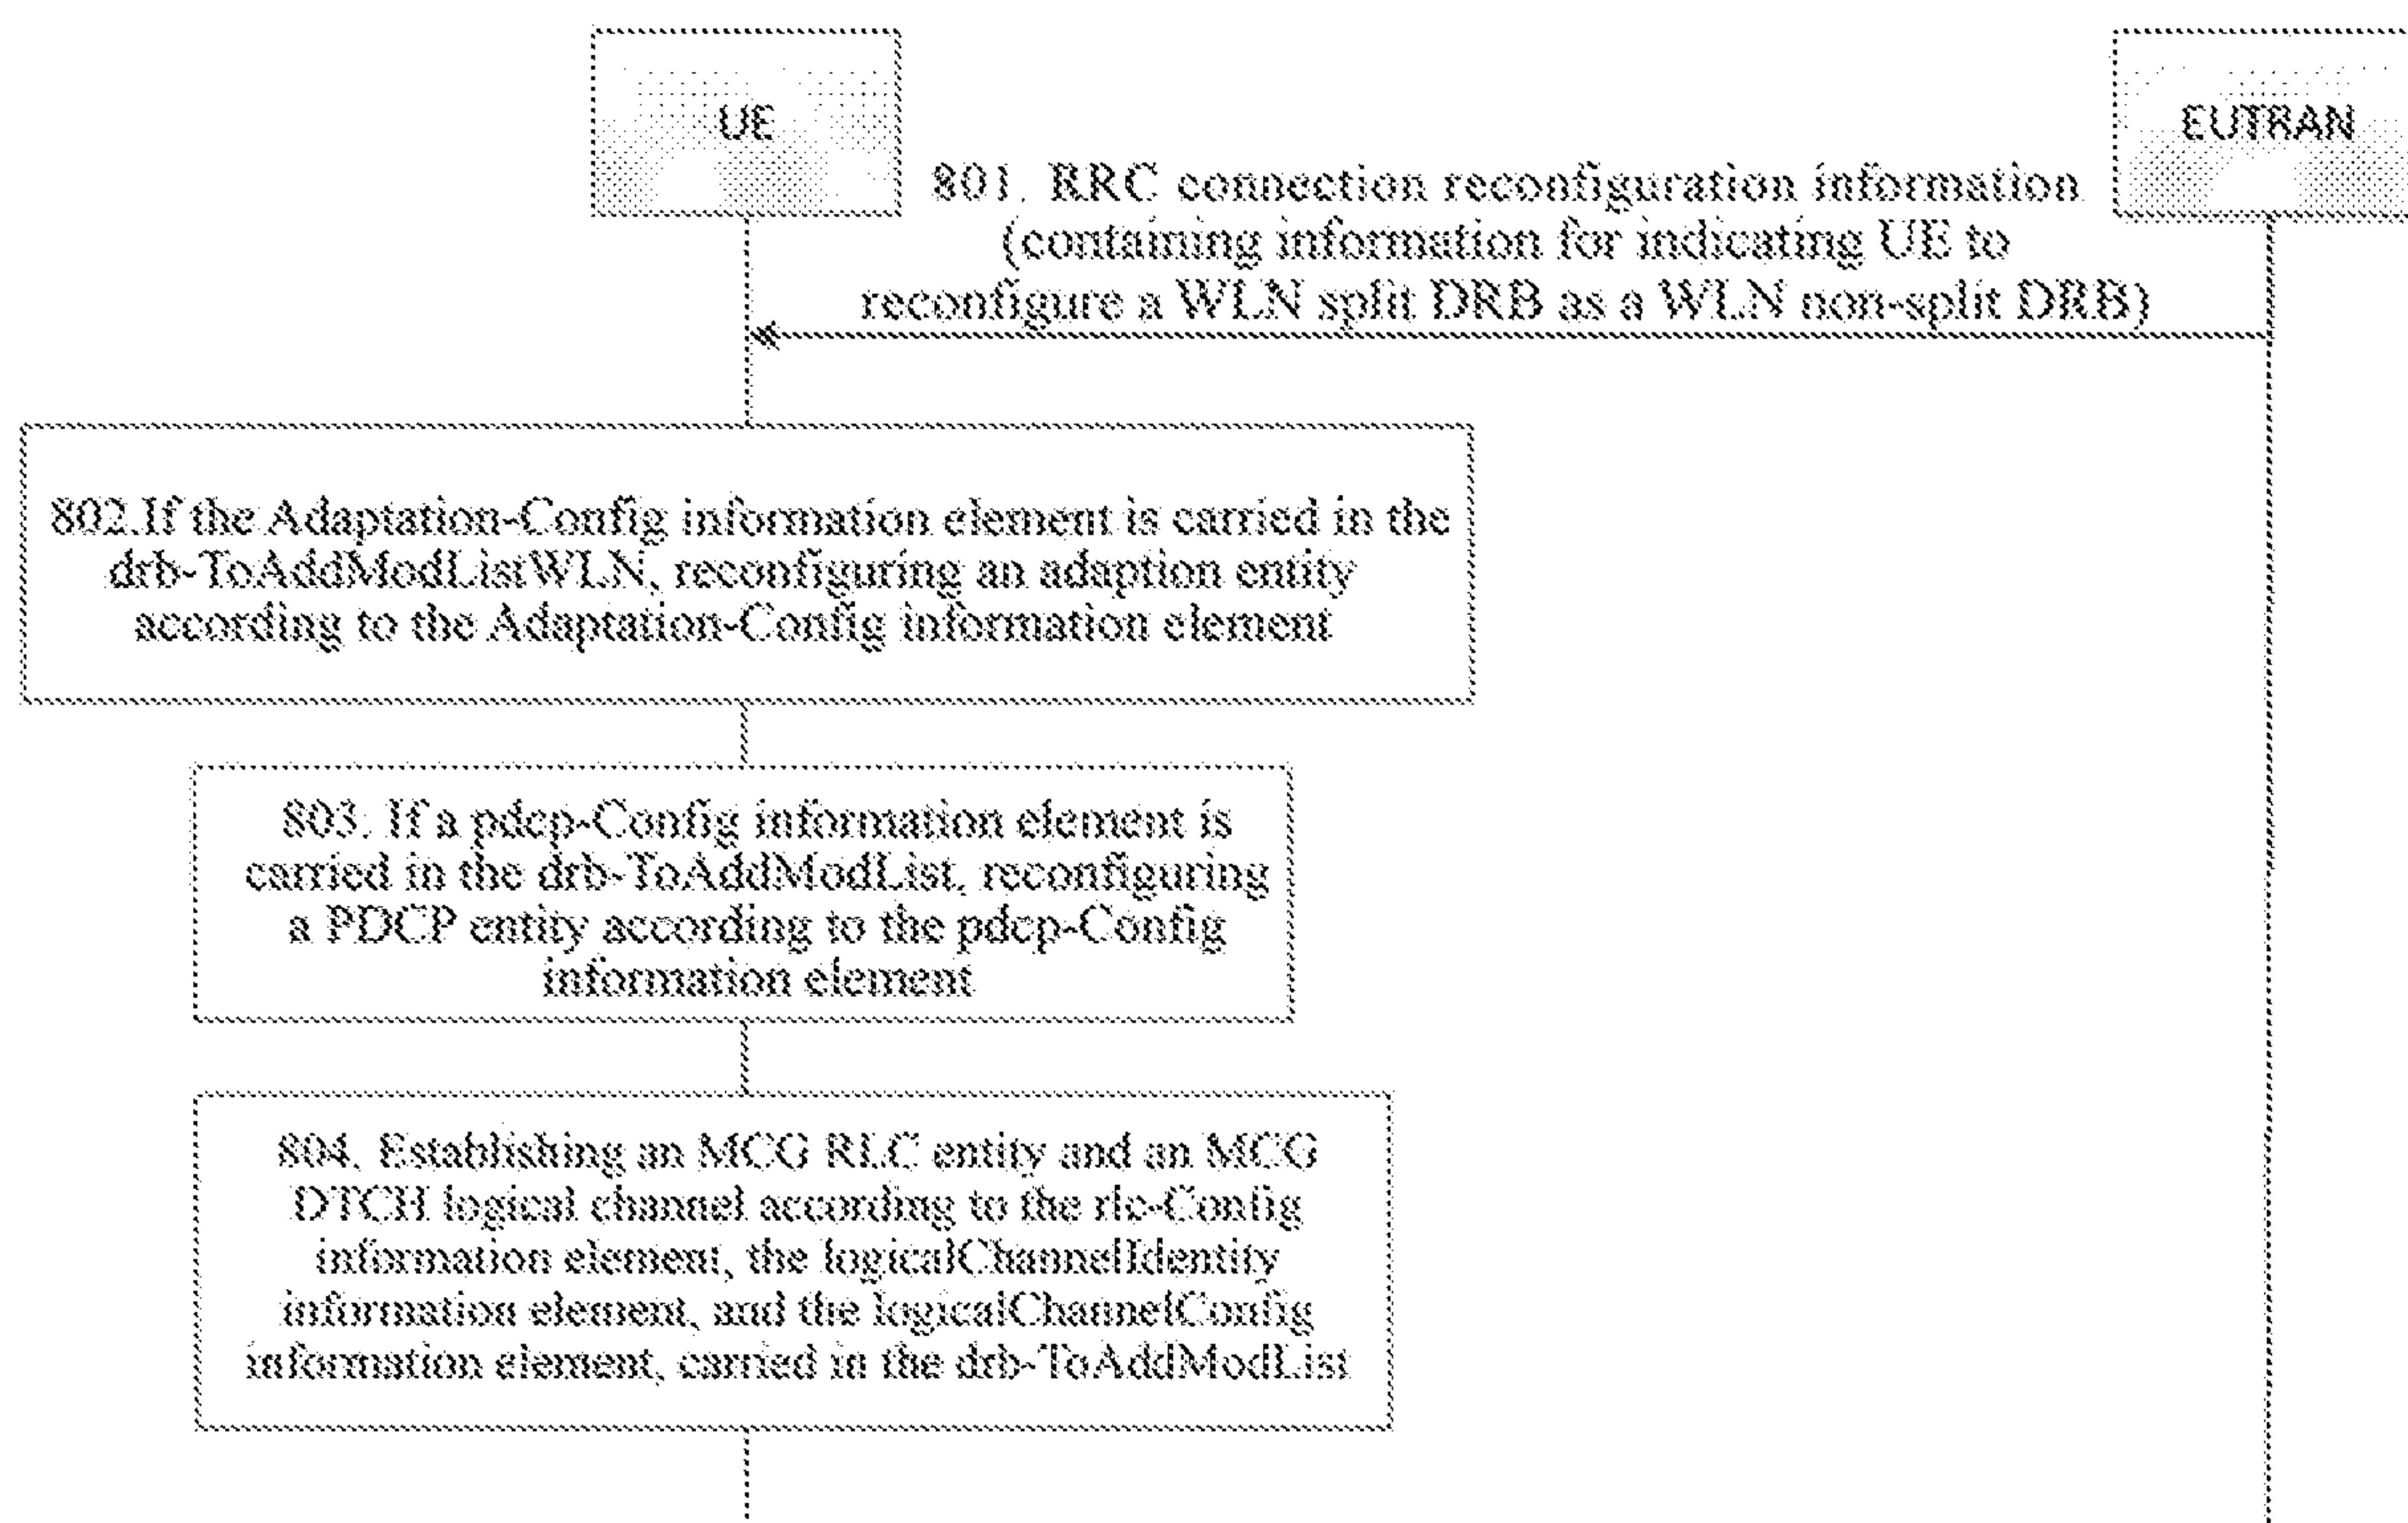 UE
EUTRAN
801. RRC connection reconfiguration information
(containing information for indicating UE to
reconfigure a WLN split DRB as a WLN non-split DRB)
802.If the Adaptation-Config information element is carried in the
drb-ToAddModListWLN, reconfiguring an adaption entity
according to the Adaptation-Config information element
803. If a pdcp-Config information element is
carried in the drb-ToAddModList, reconfiguring
a PDCP entity according to the pdcp-Config
information element
804. Establishing an MCG RLC entity and an MCG
DTCH logical channel according to the rlc-Config
information element, the logicalChannelIdentity
information element, and the logicalChannelConfig
information element, carried in the drb-ToAddModList